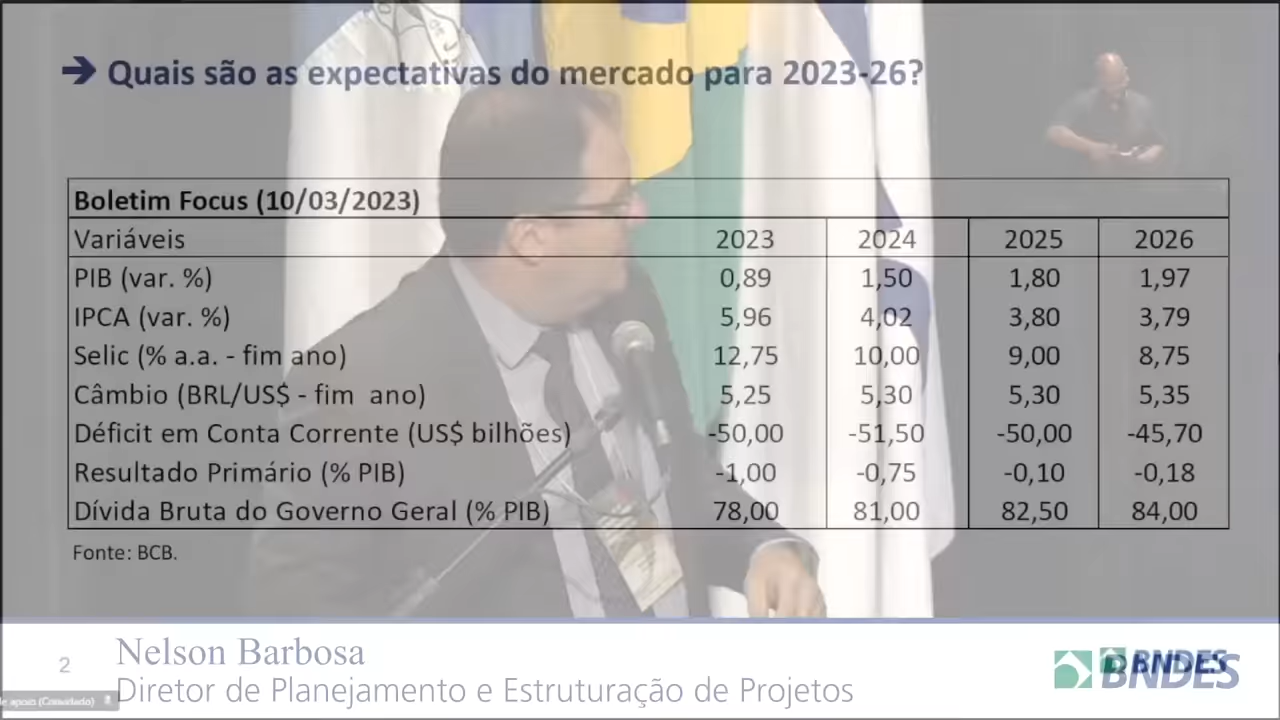 ➔ Quais são as expectativas do mercado para 2023-26?
Boletim Focus (10/03/2023)
Variáveis 2023 2024 2025 2026
PIB (var. %) 0,89 1,50 1,80 1,97
IPCA (var. %) 5,96 4,02 3,80 3,79
Selic (% a.a. - fim ano) 12,75 10,00 9,00 8,75
Câmbio (BRL/US$ - fim ano) 5,25 5,30 5,30 5,35
Déficit em Conta Corrente (US$ bilhões) -50,00 -51,50 -50,00 -45,70
Resultado Primário (% PIB) -1,00 -0,75 -0,10 -0,18
Dívida Bruta do Governo Geral (% PIB) 78,00 81,00 82,50 84,00
Fonte: BCB.
2
Nelson Barbosa
Diretor de Planejamento e Estruturação de Projetos
BNDES
BNDES
de apoio (Convidado)